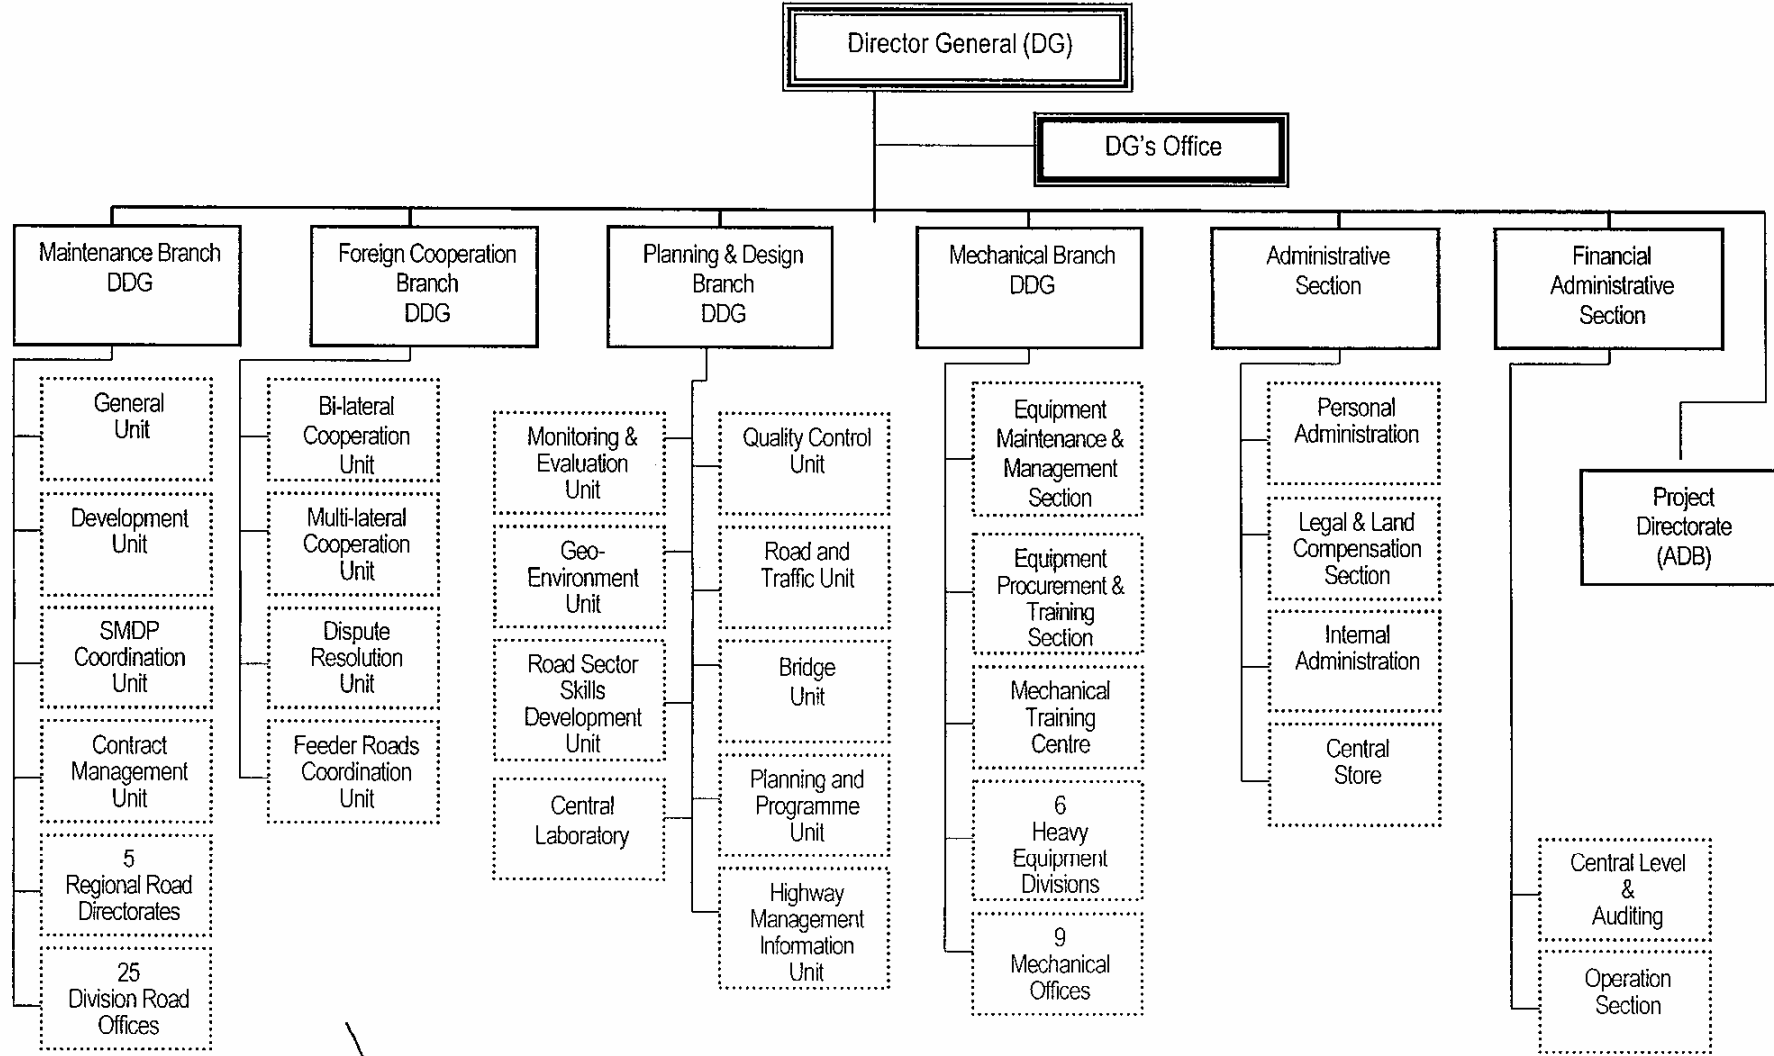 Director General (DG)
DG's Office
Maintenance Branch
DDG
Foreign Cooperation
Branch
DDG
Planning & Design
Branch
DDG
Mechanical Branch
DDG
Administrative
Section
Financial
Administrative
Section
Project
Directorate
(ADB)
General
Unit
Development
Unit
SMDP
Coordination
Unit
Contract
Management
Unit
5
Regional Road
Directorates
25
Division Road
Offices
Bi-lateral
Cooperation
Unit
Multi-lateral
Cooperation
Unit
Dispute
Resolution
Unit
Feeder Roads
Coordination
Unit
Monitoring &
Evaluation
Unit
Geo-
Environment
Unit
Road Sector
Skills
Development
Unit
Central
Laboratory
Quality Control
Unit
Road and
Traffic Unit
Bridge
Unit
Planning and
Programme
Unit
Highway
Management
Information
Unit
Equipment
Maintenance &
Management
Section
Equipment
Procurement &
Training
Section
Mechanical
Training
Centre
6
Heavy
Equipment
Divisions
9
Mechanical
Offices
Personal
Administration
Legal & Land
Compensation
Section
Internal
Administration
Central
Store
Central Level
&
Auditing
Operation
Section